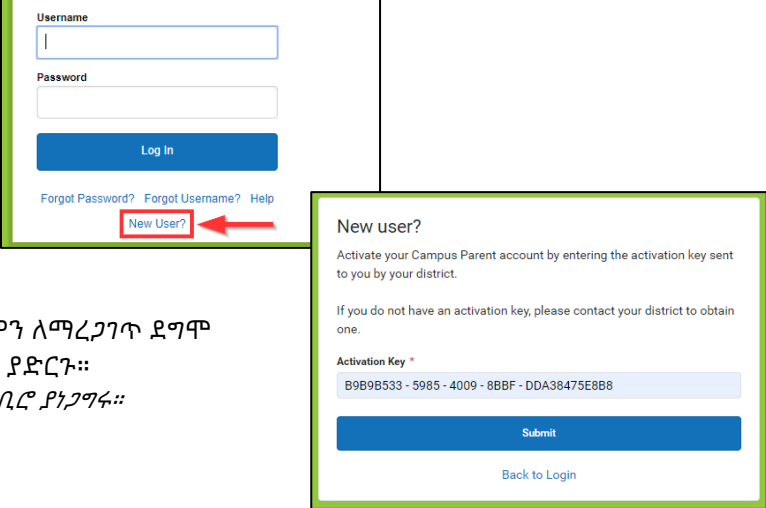 Username
Password
Log In
Forgot Password? Forgot Username? Help
New User?
New user?
Activate your Campus Parent account by entering the activation key sent
to you by your district.
If you do not have an activation key, please contact your district to obtain
one.
Activation Key *
B9B9B533 - 5985 - 4009 - 8BBF - DDA38475E8B8
Submit
Back to Login
ለማረጋገጥ ደግሞ
ያድርጉ።
ያነጋግሩ።